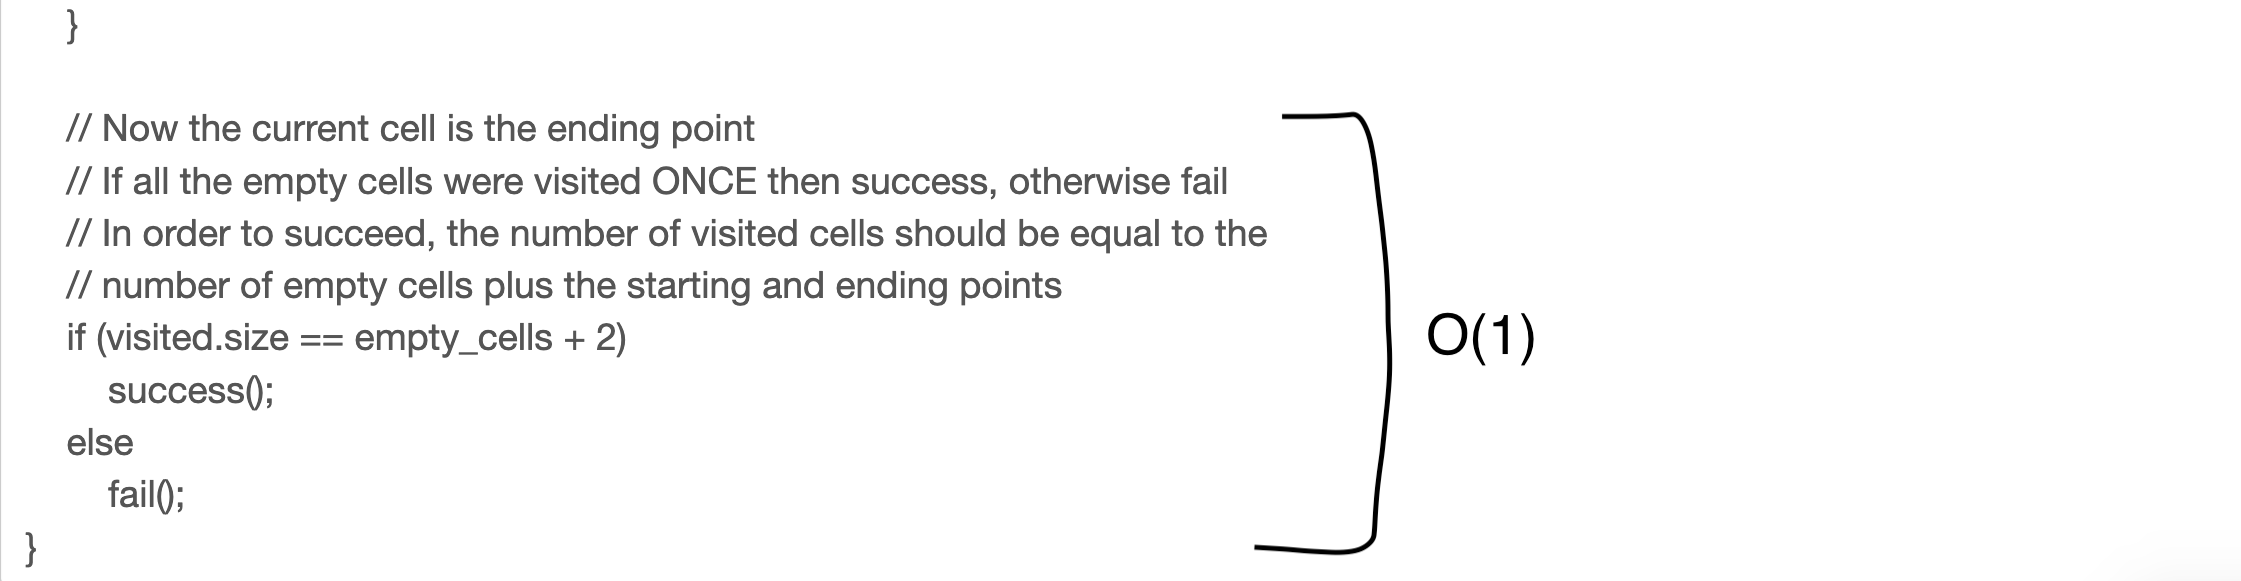 }
// Now the current cell is the ending point
// If all the empty cells were visited ONCE then success, otherwise fail
// In order to succeed, the number of visited cells should be equal to the
// number of empty cells plus the starting and ending points
if (visited.size == empty_cells + 2)
success();
else
fail();
}
O(1)